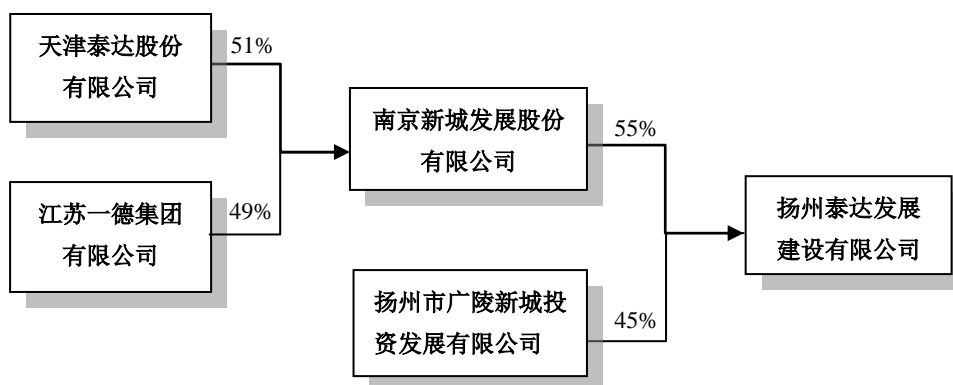 天津泰达股份
有限公司
51%
江苏一德集团
有限公司
49%
南京新城发展股份
有限公司
55%
扬州市广陵新城投
资发展有限公司
45%
扬州泰达发展
建设有限公司